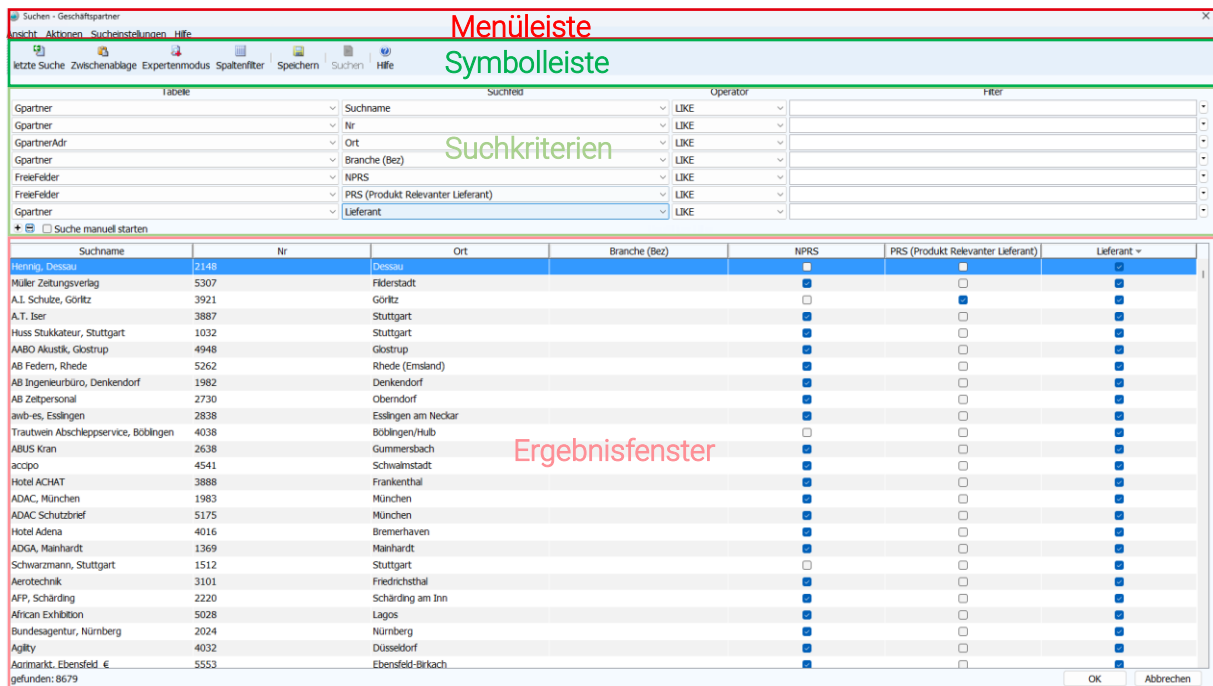 Suchen - Geschäftspartner
Menüleiste
Ansicht Aktionen Sucheinstellungen Hilfe
Symbolleiste
letzte Suche Zwischenablage Expertenmodus Spaltenfilter Speichern Suchen Hilfe
Tabelle Suchfeld Operator Filter
Gpartner Suchname LIKE
Gpartner Nr LIKE
GpartnerAdr Ort LIKE
Suchkriterien
Gpartner Branche (Bez) LIKE
FreieFelder NPRS LIKE
FreieFelder PRS (Produkt Relevanter Lieferant) LIKE
Gpartner Lieferant LIKE
Suche manuell starten
Suchname Nr Ort Branche (Bez) NPRS PRS (Produkt Relevanter Lieferant) Lieferant
Hennig, Dessau 2148 Dessau
Müller Zeitungsverlag 5307 Filderstadt
A.I. Schulze, Görlitz 3921 Görlitz
A.T. Iser 3887 Stuttgart
Huss Stukkateur, Stuttgart 1032 Stuttgart
AABO Akustik, Glostrup 4948 Glostrup
AB Federn, Rhede 5262 Rhede (Emsland)
AB Ingenieurbüro, Denkendorf 1982 Denkendorf
AB Zeitpersonal 2730 Oberndorf
awb-es, Esslingen 2838 Esslingen am Neckar
Trautwein Abschleppservice, Böblingen 4038 Böblingen/Hulb
ABUS Kran 2638 Gummersbach
Ergebnisfenster
accipo 4541 Schwalmstadt
Hotel ACHAT 3888 Frankenthal
ADAC, München 1983 München
ADAC Schutzbrief 5175 München
Hotel Adena 4016 Bremerhaven
ADGA, Mainhardt 1369 Mainhardt
Schwarzmann, Stuttgart 1512 Stuttgart
Aerotechnik 3101 Friedrichsthal
AFP, Schärding 2220 Schärding am Inn
African Exhibition 5028 Lagos
Bundesagentur, Nürnberg 2024 Nürnberg
Agility 4032 Düsseldorf
Agrimarkt, Ebensfeld € 5553 Ebensfeld-Birkach
gefunden: 8679 OK Abbrechen